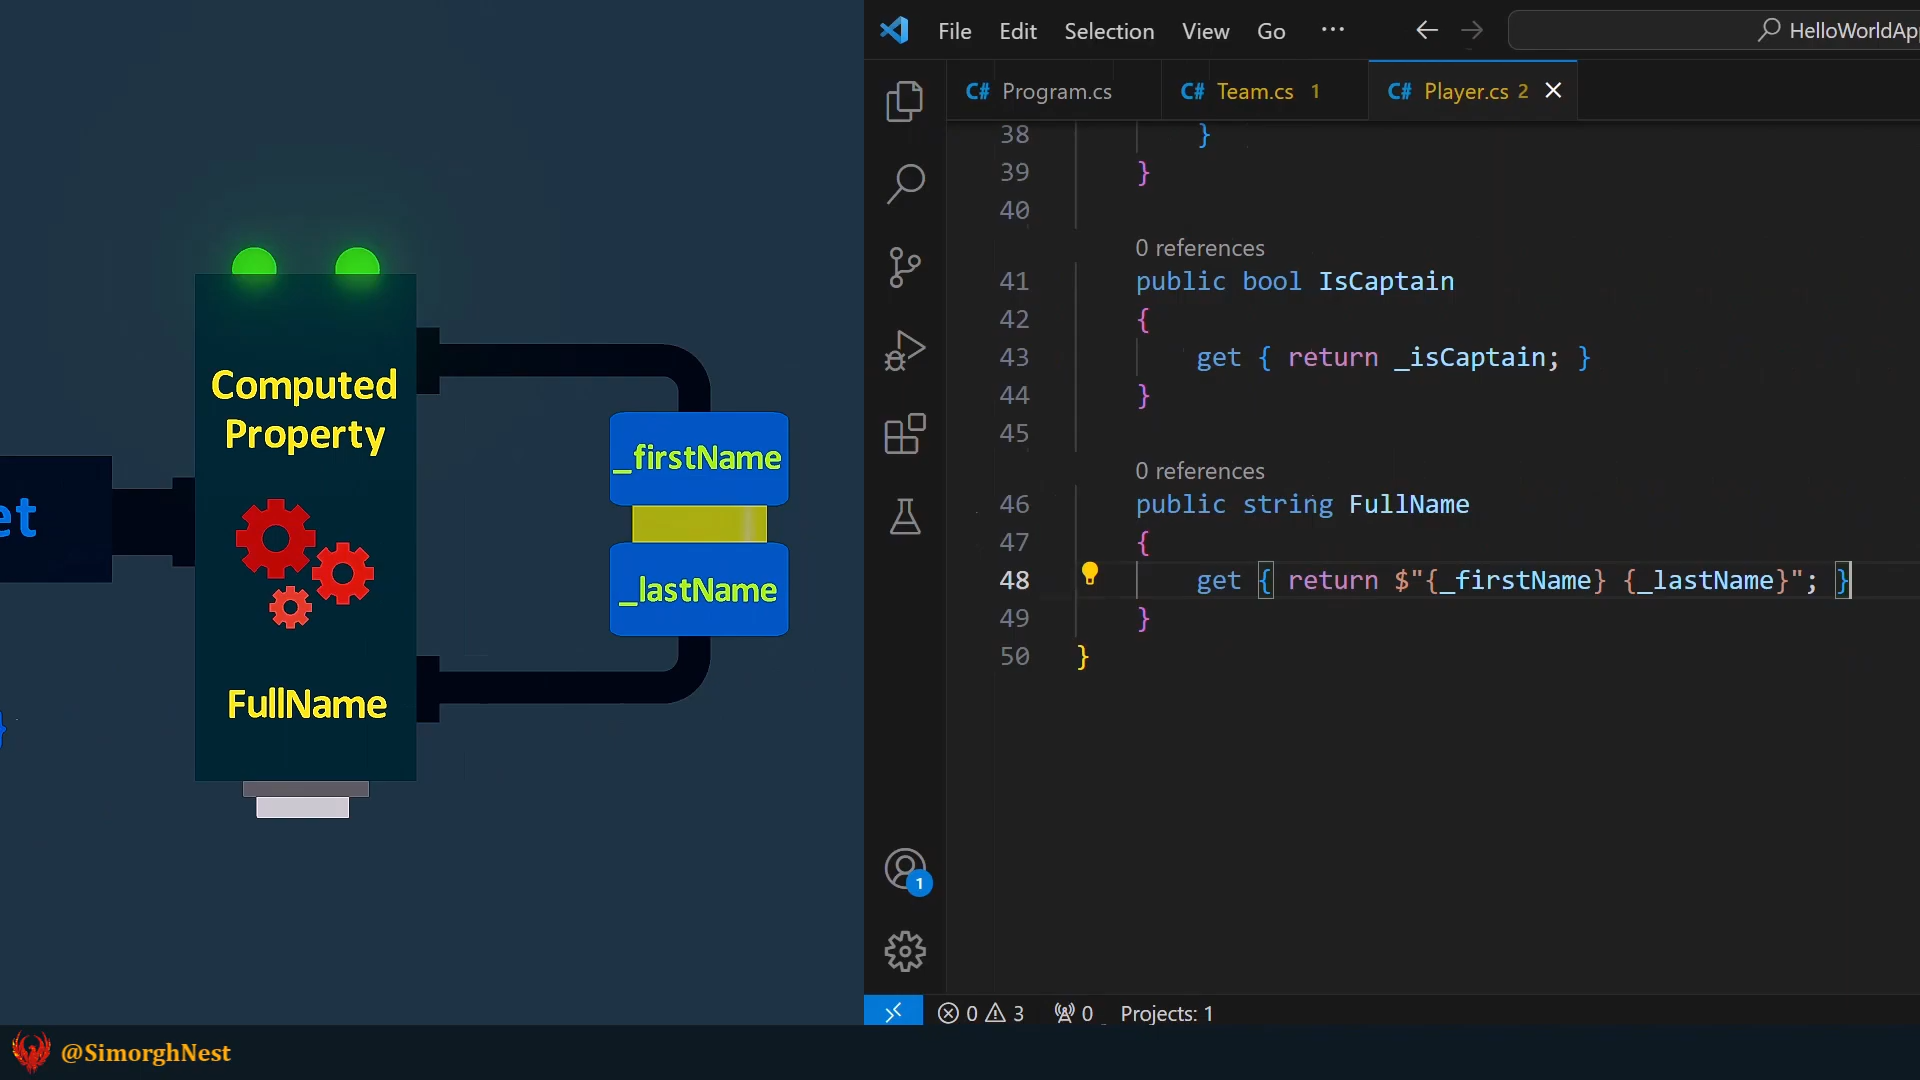 et
}
Computed
Property
FullName
_firstName
_lastName
File Edit Selection View Go ··· HelloWorldApp
C# Program.cs C# Team.cs 1 C# Player.cs 2
38 }
39 }
40
0 references
41 public bool IsCaptain
42 {
43 get { return _isCaptain; }
44 }
45
0 references
46 public string FullName
47 {
48 get { return $"{_firstName} {_lastName}"; }
49 }
50 }
1
0 3 0 Projects: 1
@SimorghNest